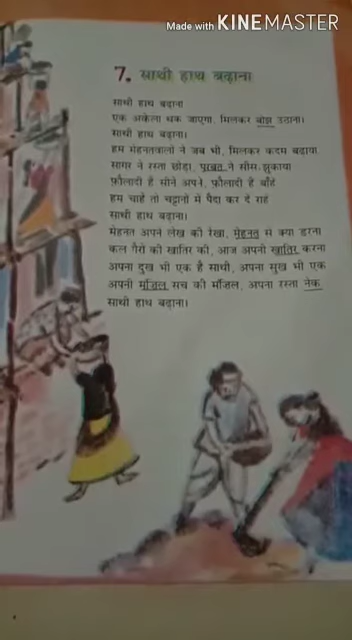 Made with KINEMASTER
7. साथी हाथ बढ़ाना
साथी हाथ बढ़ाना
एक अकेला थक जाएगा, मिलकर बोझ उठाना।
साथी हाथ बढ़ाना।
हम मेहनतवालों ने जब भी, मिलकर कदम बढ़ाया
सागर ने रस्ता छोड़ा, परबत ने सीस झुकाया
फ़ौलादी हैं सीने अपने, फ़ौलादी हैं बाँहें
हम चाहें तो चट्टानों में पैदा कर दें राहें
साथी हाथ बढ़ाना।
मेहनत अपने लेख की रेखा, मेहनत से क्या डरना
कल गैरों की खातिर की, आज अपनी खातिर करना
अपना दुख भी एक है साथी, अपना सुख भी एक
अपनी मंज़िल सच की मंज़िल, अपना रस्ता नेक
साथी हाथ बढ़ाना।